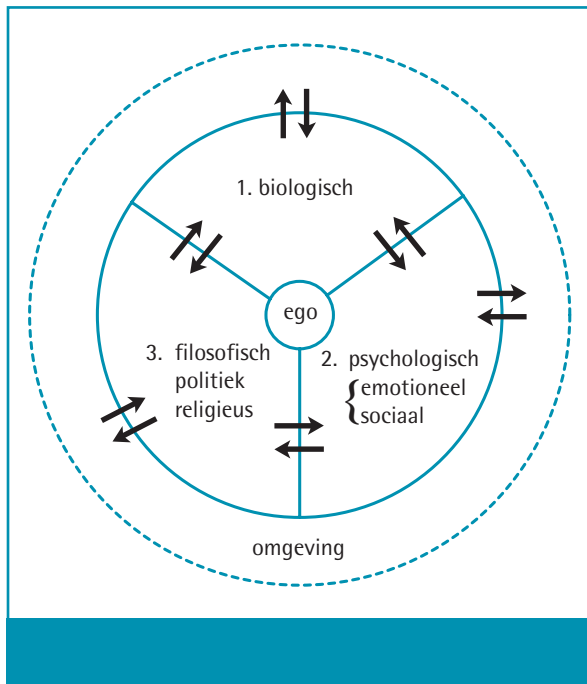 1. biologisch
ego
3. filosofisch
politiek
religieus
2. psychologisch
emotioneel
sociaal
omgeving